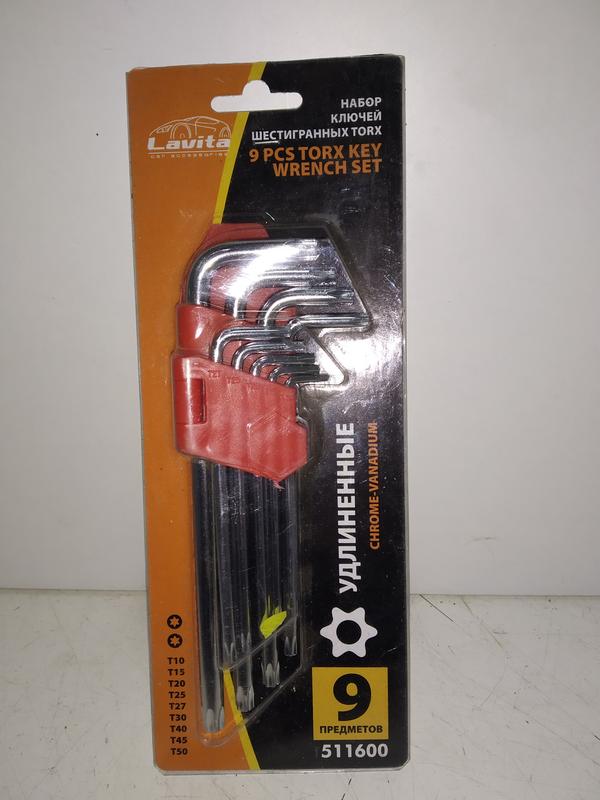 Lavita
car accessories
НАБОР
КЛЮЧЕЙ
ШЕСТИГРАННЫХ TORX
9 PCS TORX KEY
WRENCH SET
УДЛИНЕННЫЕ
CHROME-VANADIUM
T10
T15
T20
T25
T27
T30
T40
T45
T50
9
ПРЕДМЕТОВ
511600